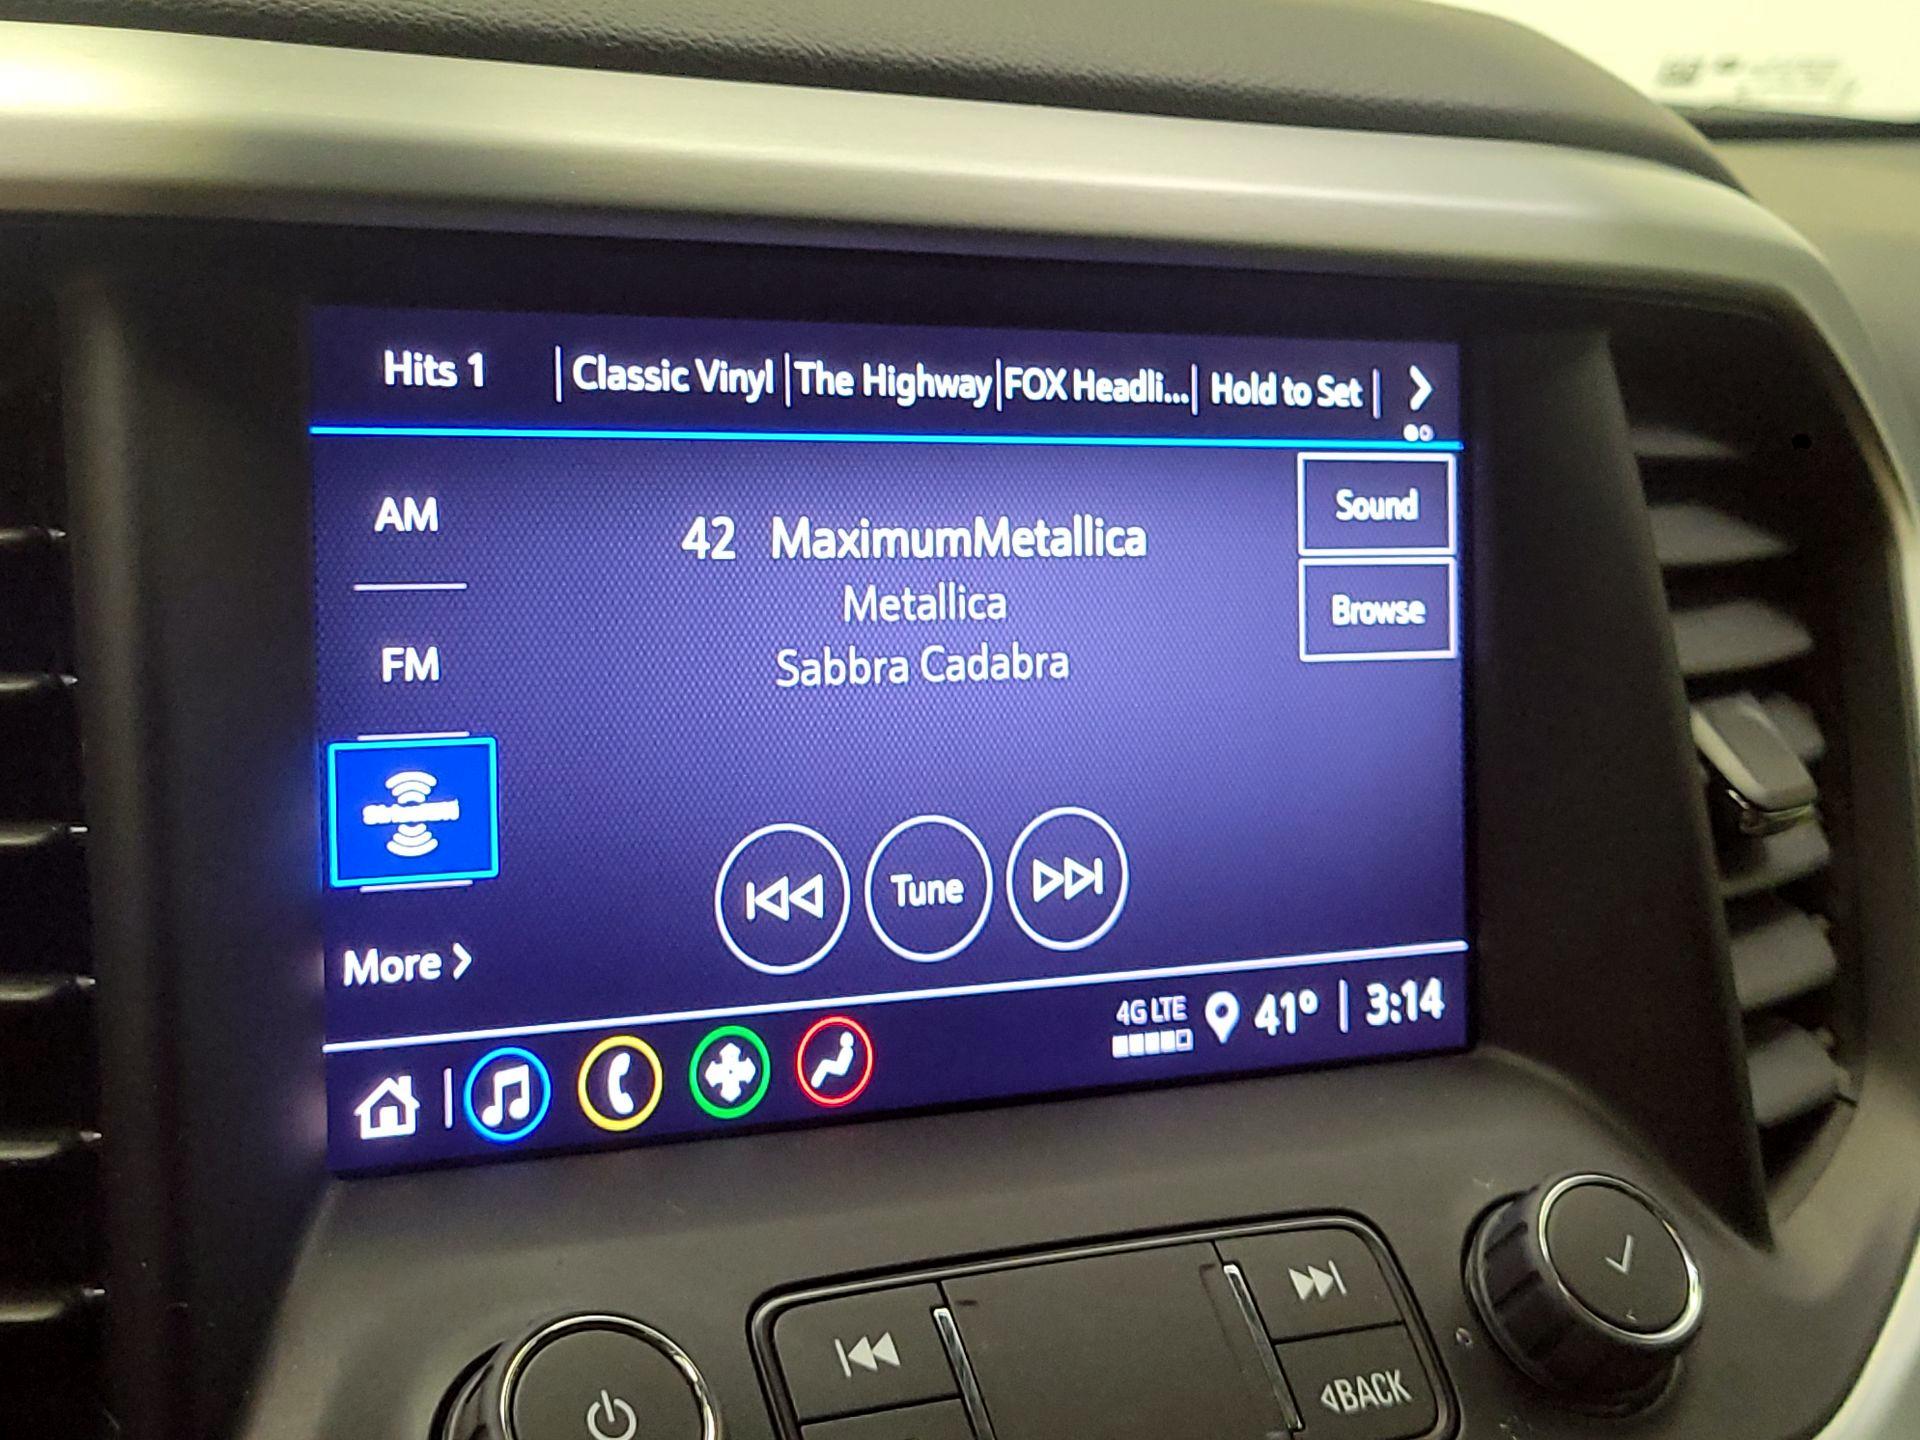 Hits 1 Classic Vinyl The Highway FOX Headli... Hold to Set
AM
42 MaximumMetallica
Sound
Metallica
Browse
FM
Sabbra Cadabra
SiriusXM
Tune
More
4G LTE 41° 3:14
BACK